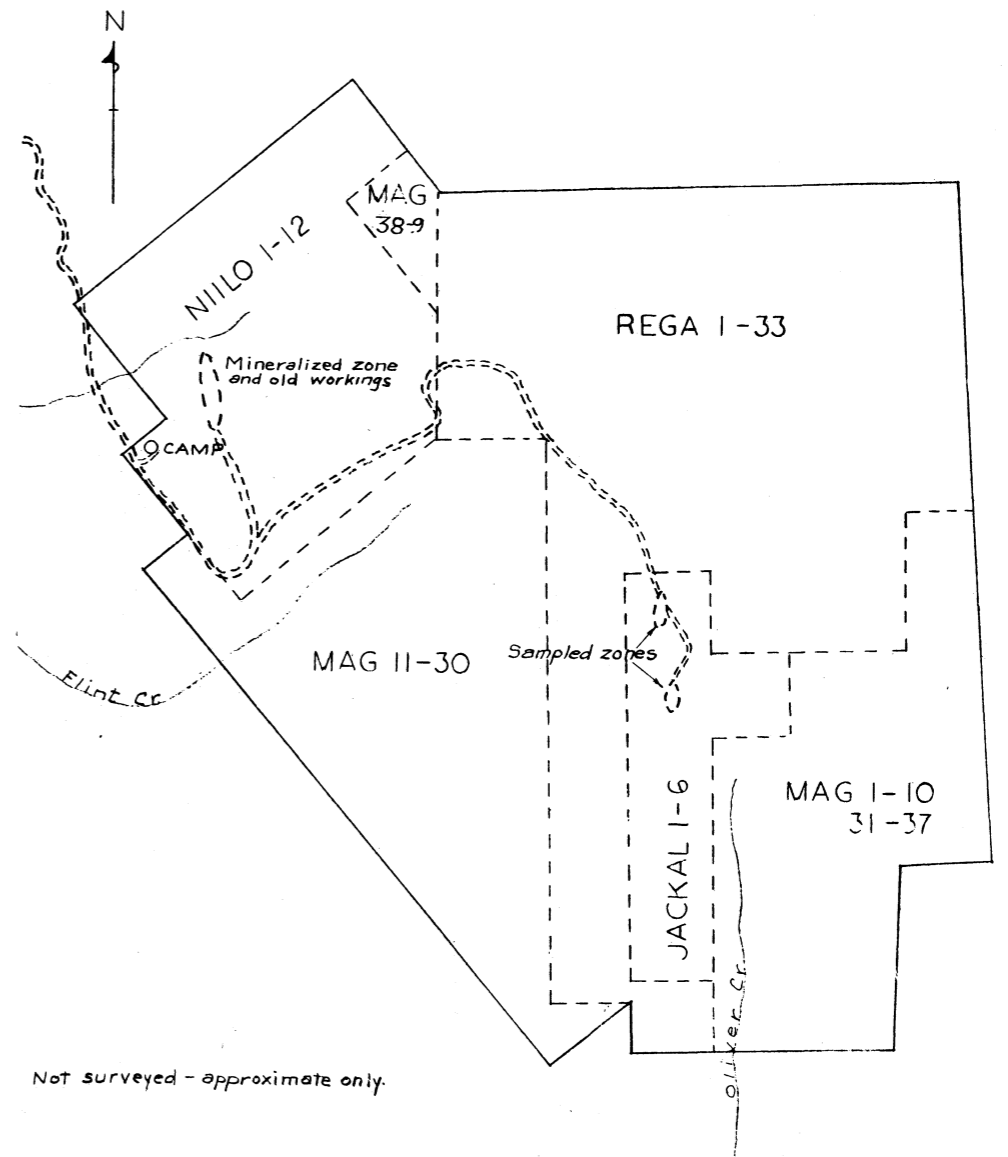 N
MAG
38-9
NIILO 1-12
REGA 1-33
Mineralized zone
and old workings
CAMP
Sampled zones
MAG 11-30
Flint Cr.
MAG 1-10
31-37
JACKAL 1-6
Oliver Cr.
Not surveyed - approximate only.